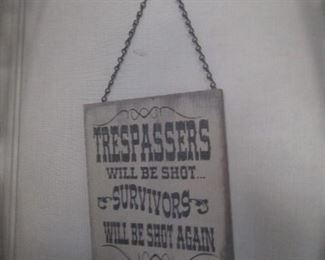 TRESPASSERS
WILL BE SHOT...
SURVIVORS
WILL BE SHOT AGAIN